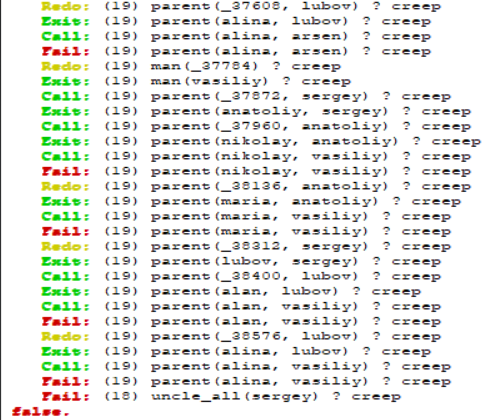 Redo: (19) parent(_37608, lubov) ? creep
Exit: (19) parent(alina, lubov) ? creep
Call: (19) parent(alina, arsen) ? creep
Fail: (19) parent(alina, arsen) ? creep
Redo: (19) man(_37784) ? creep
Exit: (19) man(vasiliy) ? creep
Call: (19) parent(_37872, sergey) ? creep
Exit: (19) parent(anatoliy, sergey) ? creep
Call: (19) parent(_37960, anatoliy) ? creep
Exit: (19) parent(nikolay, anatoliy) ? creep
Call: (19) parent(nikolay, vasiliy) ? creep
Fail: (19) parent(nikolay, vasiliy) ? creep
Redo: (19) parent(_38136, anatoliy) ? creep
Exit: (19) parent(maria, anatoliy) ? creep
Call: (19) parent(maria, vasiliy) ? creep
Fail: (19) parent(maria, vasiliy) ? creep
Redo: (19) parent(_38312, sergey) ? creep
Exit: (19) parent(lubov, sergey) ? creep
Call: (19) parent(_38400, lubov) ? creep
Exit: (19) parent(alan, lubov) ? creep
Call: (19) parent(alan, vasiliy) ? creep
Fail: (19) parent(alan, vasiliy) ? creep
Redo: (19) parent(_38576, lubov) ? creep
Exit: (19) parent(alina, lubov) ? creep
Call: (19) parent(alina, vasiliy) ? creep
Fail: (19) parent(alina, vasiliy) ? creep
Fail: (18) uncle_all(sergey) ? creep
false.